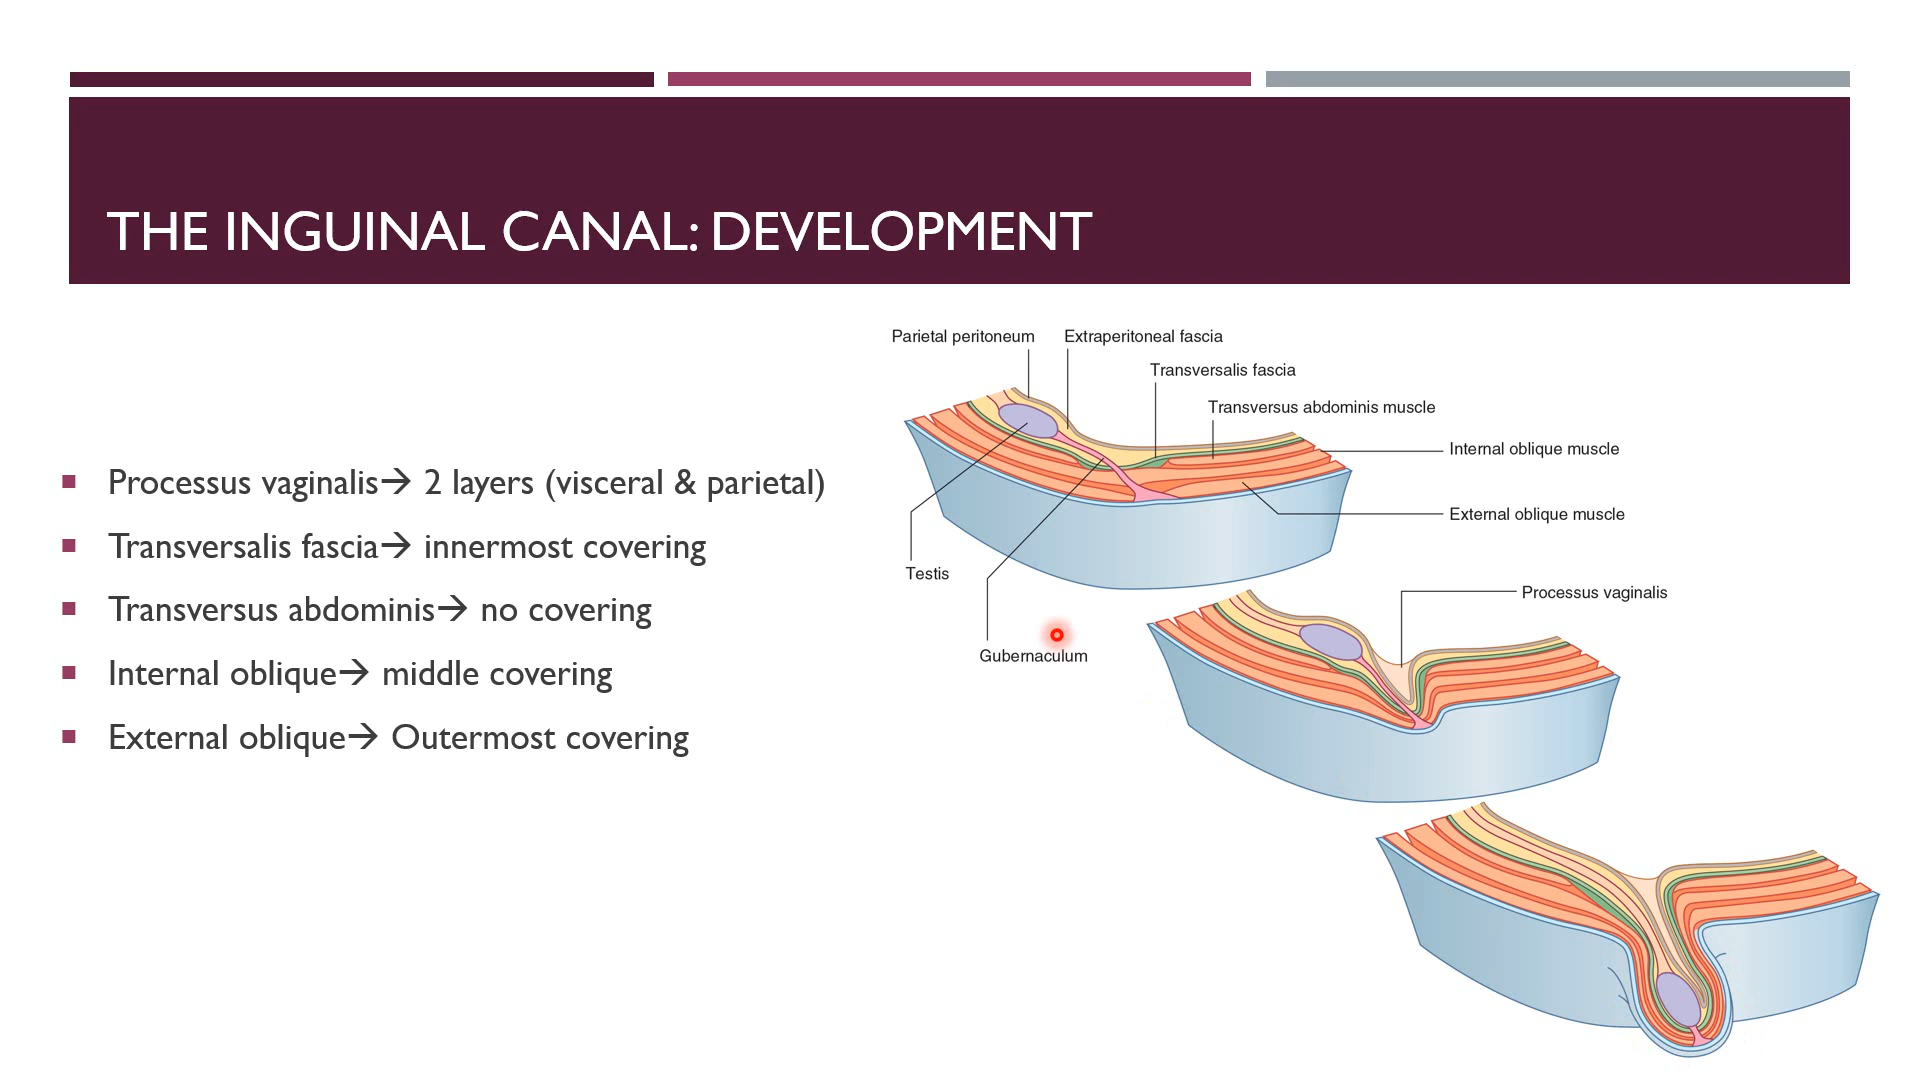 THE INGUINAL CANAL: DEVELOPMENT
Processus vaginalis→ 2 layers (visceral & parietal)
Transversalis fascia→ innermost covering
Transversus abdominis→ no covering
Internal oblique→ middle covering
External oblique→ Outermost covering
Parietal peritoneum
Extraperitoneal fascia
Transversalis fascia
Transversus abdominis muscle
Internal oblique muscle
External oblique muscle
Testis
Gubernaculum
Processus vaginalis